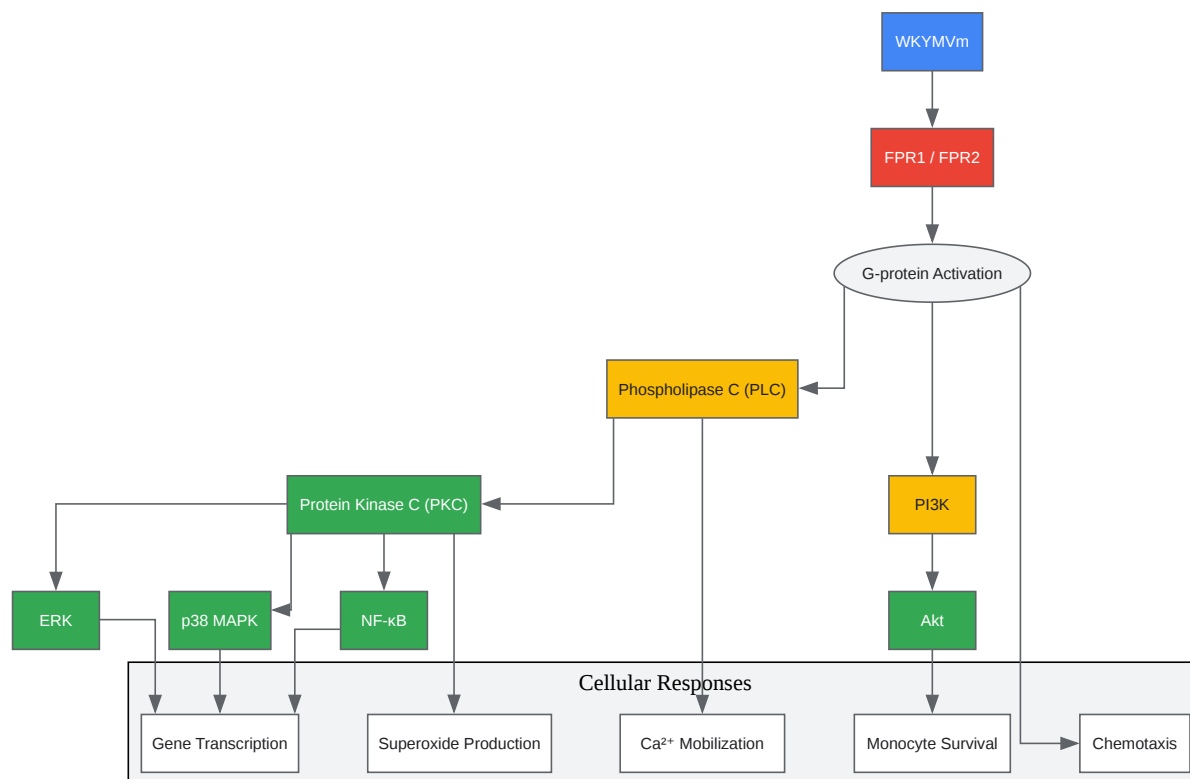 WKYMVm
FPR1 / FPR2
G-protein Activation
Phospholipase C (PLC)
Protein Kinase C (PKC)
PI3K
ERK
p38 MAPK
NF-κB
Akt
Cellular Responses
Gene Transcription
Superoxide Production
Ca²⁺ Mobilization
Monocyte Survival
Chemotaxis